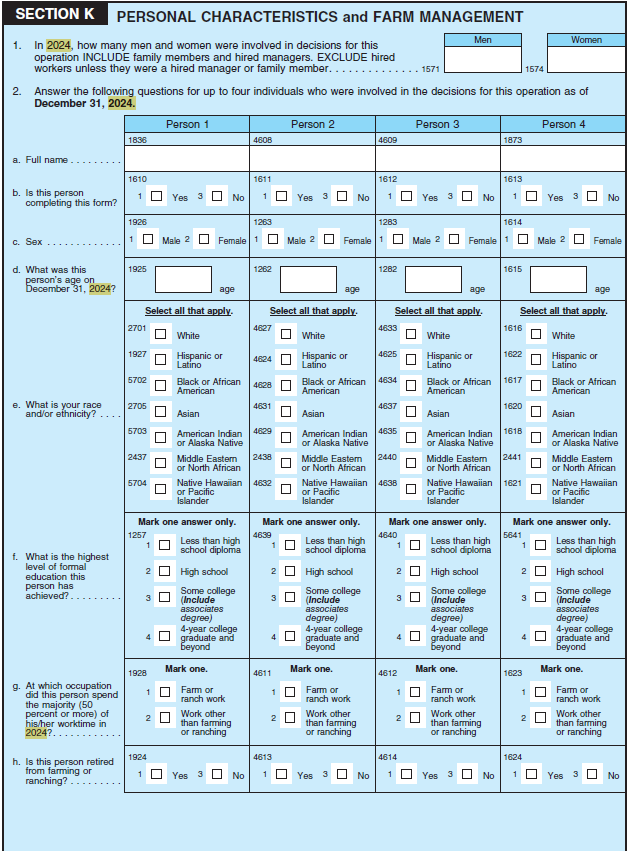 SECTION K PERSONAL CHARACTERISTICS and FARM MANAGEMENT
1. In 2024, how many men and women were involved in decisions for this
operation INCLUDE family members and hired managers. EXCLUDE hired
workers unless they were a hired manager or family member. . . . . . . . . . . . . . .
Men
1571
Women
1574
2. Answer the following questions for up to four individuals who were involved in the decisions for this operation as of
December 31, 2024.
Person 1 Person 2 Person 3 Person 4
1836 4608 4609 1873
a. Full name . . . . . . . . .
1610 1611 1612 1613
b. Is this person
completing this form?
1 Yes 3 No 1 Yes 3 No 1 Yes 3 No 1 Yes 3 No
1926 1263 1283 1614
c. Sex . . . . . . . . . . . . .
1 Male 2 Female 1 Male 2 Female 1 Male 2 Female 1 Male 2 Female
d. What was this
person's age on
December 31, 2024?
1925 age 1262 age 1282 age 1615 age
Select all that apply. Select all that apply. Select all that apply. Select all that apply.
e. What is your race
and/or ethnicity? . . . .
2701 White 4627 White 4633 White 1616 White
1927 Hispanic or 4624 Hispanic or 4625 Hispanic or 1622 Hispanic or
Latino Latino Latino Latino
5702 Black or African 4628 Black or African 4634 Black or African 1617 Black or African
American American American American
2705 Asian 4631 Asian 4637 Asian 1620 Asian
5703 American Indian 4629 American Indian 4635 American Indian 1618 American Indian
or Alaska Native or Alaska Native or Alaska Native or Alaska Native
2437 Middle Eastern 2438 Middle Eastern 2440 Middle Eastern 2441 Middle Eastern
or North African or North African or North African or North African
5704 Native Hawaiian 4632 Native Hawaiian 4638 Native Hawaiian 1621 Native Hawaiian
or Pacific or Pacific or Pacific or Pacific
Islander Islander Islander Islander
Mark one answer only. Mark one answer only. Mark one answer only. Mark one answer only.
1257 4639 4640 5641
f. What is the highest
level of formal
education this
person has
achieved? . . . . . . . . .
1 Less than high 1 Less than high 1 Less than high 1 Less than high
school diploma school diploma school diploma school diploma
2 High school 2 High school 2 High school 2 High school
3 Some college 3 Some college 3 Some college 3 Some college
(Include (Include (Include (Include
associates associates associates associates
degree) degree) degree) degree)
4 4-year college 4 4-year college 4 4-year college 4 4-year college
graduate and graduate and graduate and graduate and
beyond beyond beyond beyond
1928 Mark one. 4611 Mark one. 4612 Mark one. 1623 Mark one.
g. At which occupation
did this person spend
the majority (50
percent or more) of
his/her worktime in
2024?. . . . . . . . . . . .
1 Farm or 1 Farm or 1 Farm or 1 Farm or
ranch work ranch work ranch work ranch work
2 Work other 2 Work other 2 Work other 2 Work other
than farming than farming than farming than farming
or ranching or ranching or ranching or ranching
1924 4613 4614 1624
h. Is this person retired
from farming or
ranching? . . . . . . . . .
1 Yes 3 No 1 Yes 3 No 1 Yes 3 No 1 Yes 3 No